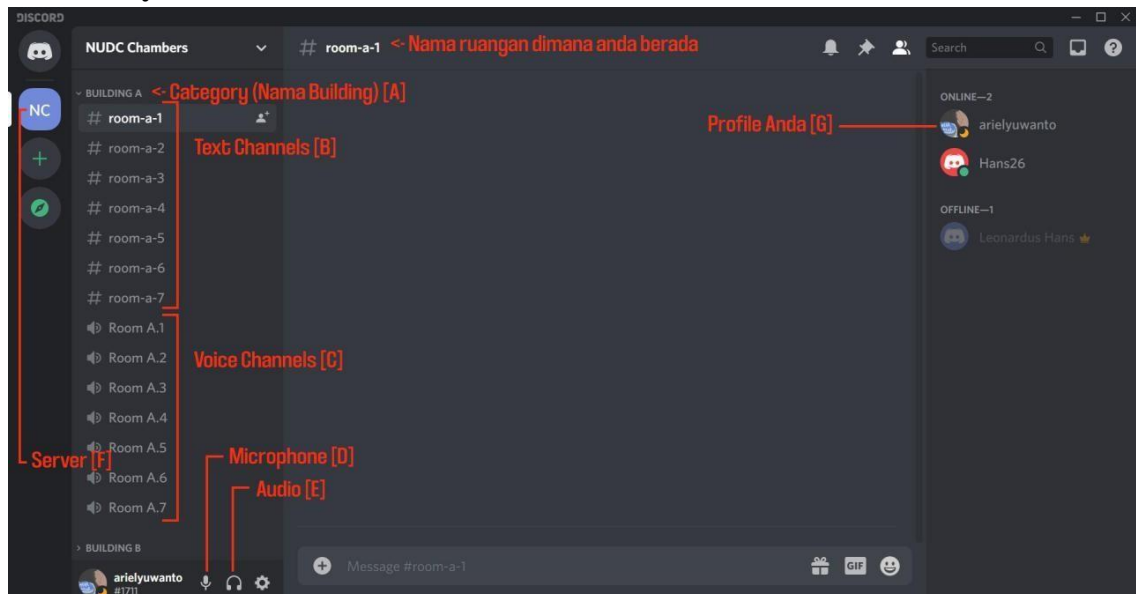 DISCORD
NUDC Chambers
# room-a-1 <- Nama ruangan dimana anda berada
Search
NC
BUILDING A <- Category (Nama Building) [A]
# room-a-1
# room-a-2
# room-a-3
# room-a-4
# room-a-5
# room-a-6
# room-a-7
Text Channels [B]
Room A.1
Room A.2
Room A.3
Room A.4
Room A.5
Room A.6
Room A.7
Voice Channels [C]
Server [F]
Microphone [D]
Audio [E]
BUILDING B
arielyuwanto
#1711
Message #room-a-1
GIF
Profile Anda [G]
ONLINE—2
arielyuwanto
Hans26
OFFLINE—1
Leonardus Hans